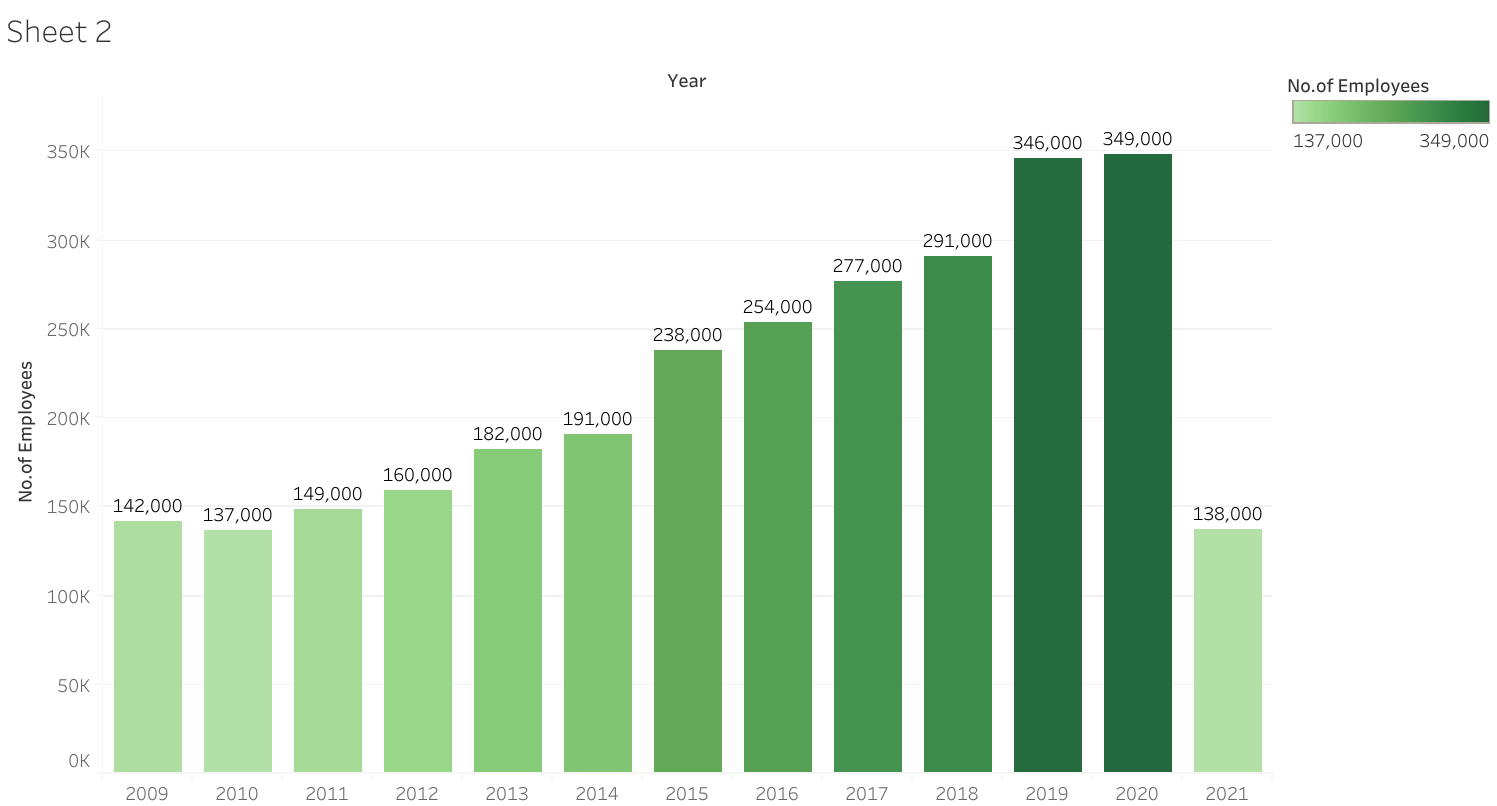 Sheet 2
Year
No.of Employees
137,000 349,000
No.of Employees
350K
300K
250K
200K
150K
100K
50K
0K
142,000
137,000
149,000
160,000
182,000
191,000
238,000
254,000
277,000
291,000
346,000
349,000
138,000
2009 2010 2011 2012 2013 2014 2015 2016 2017 2018 2019 2020 2021